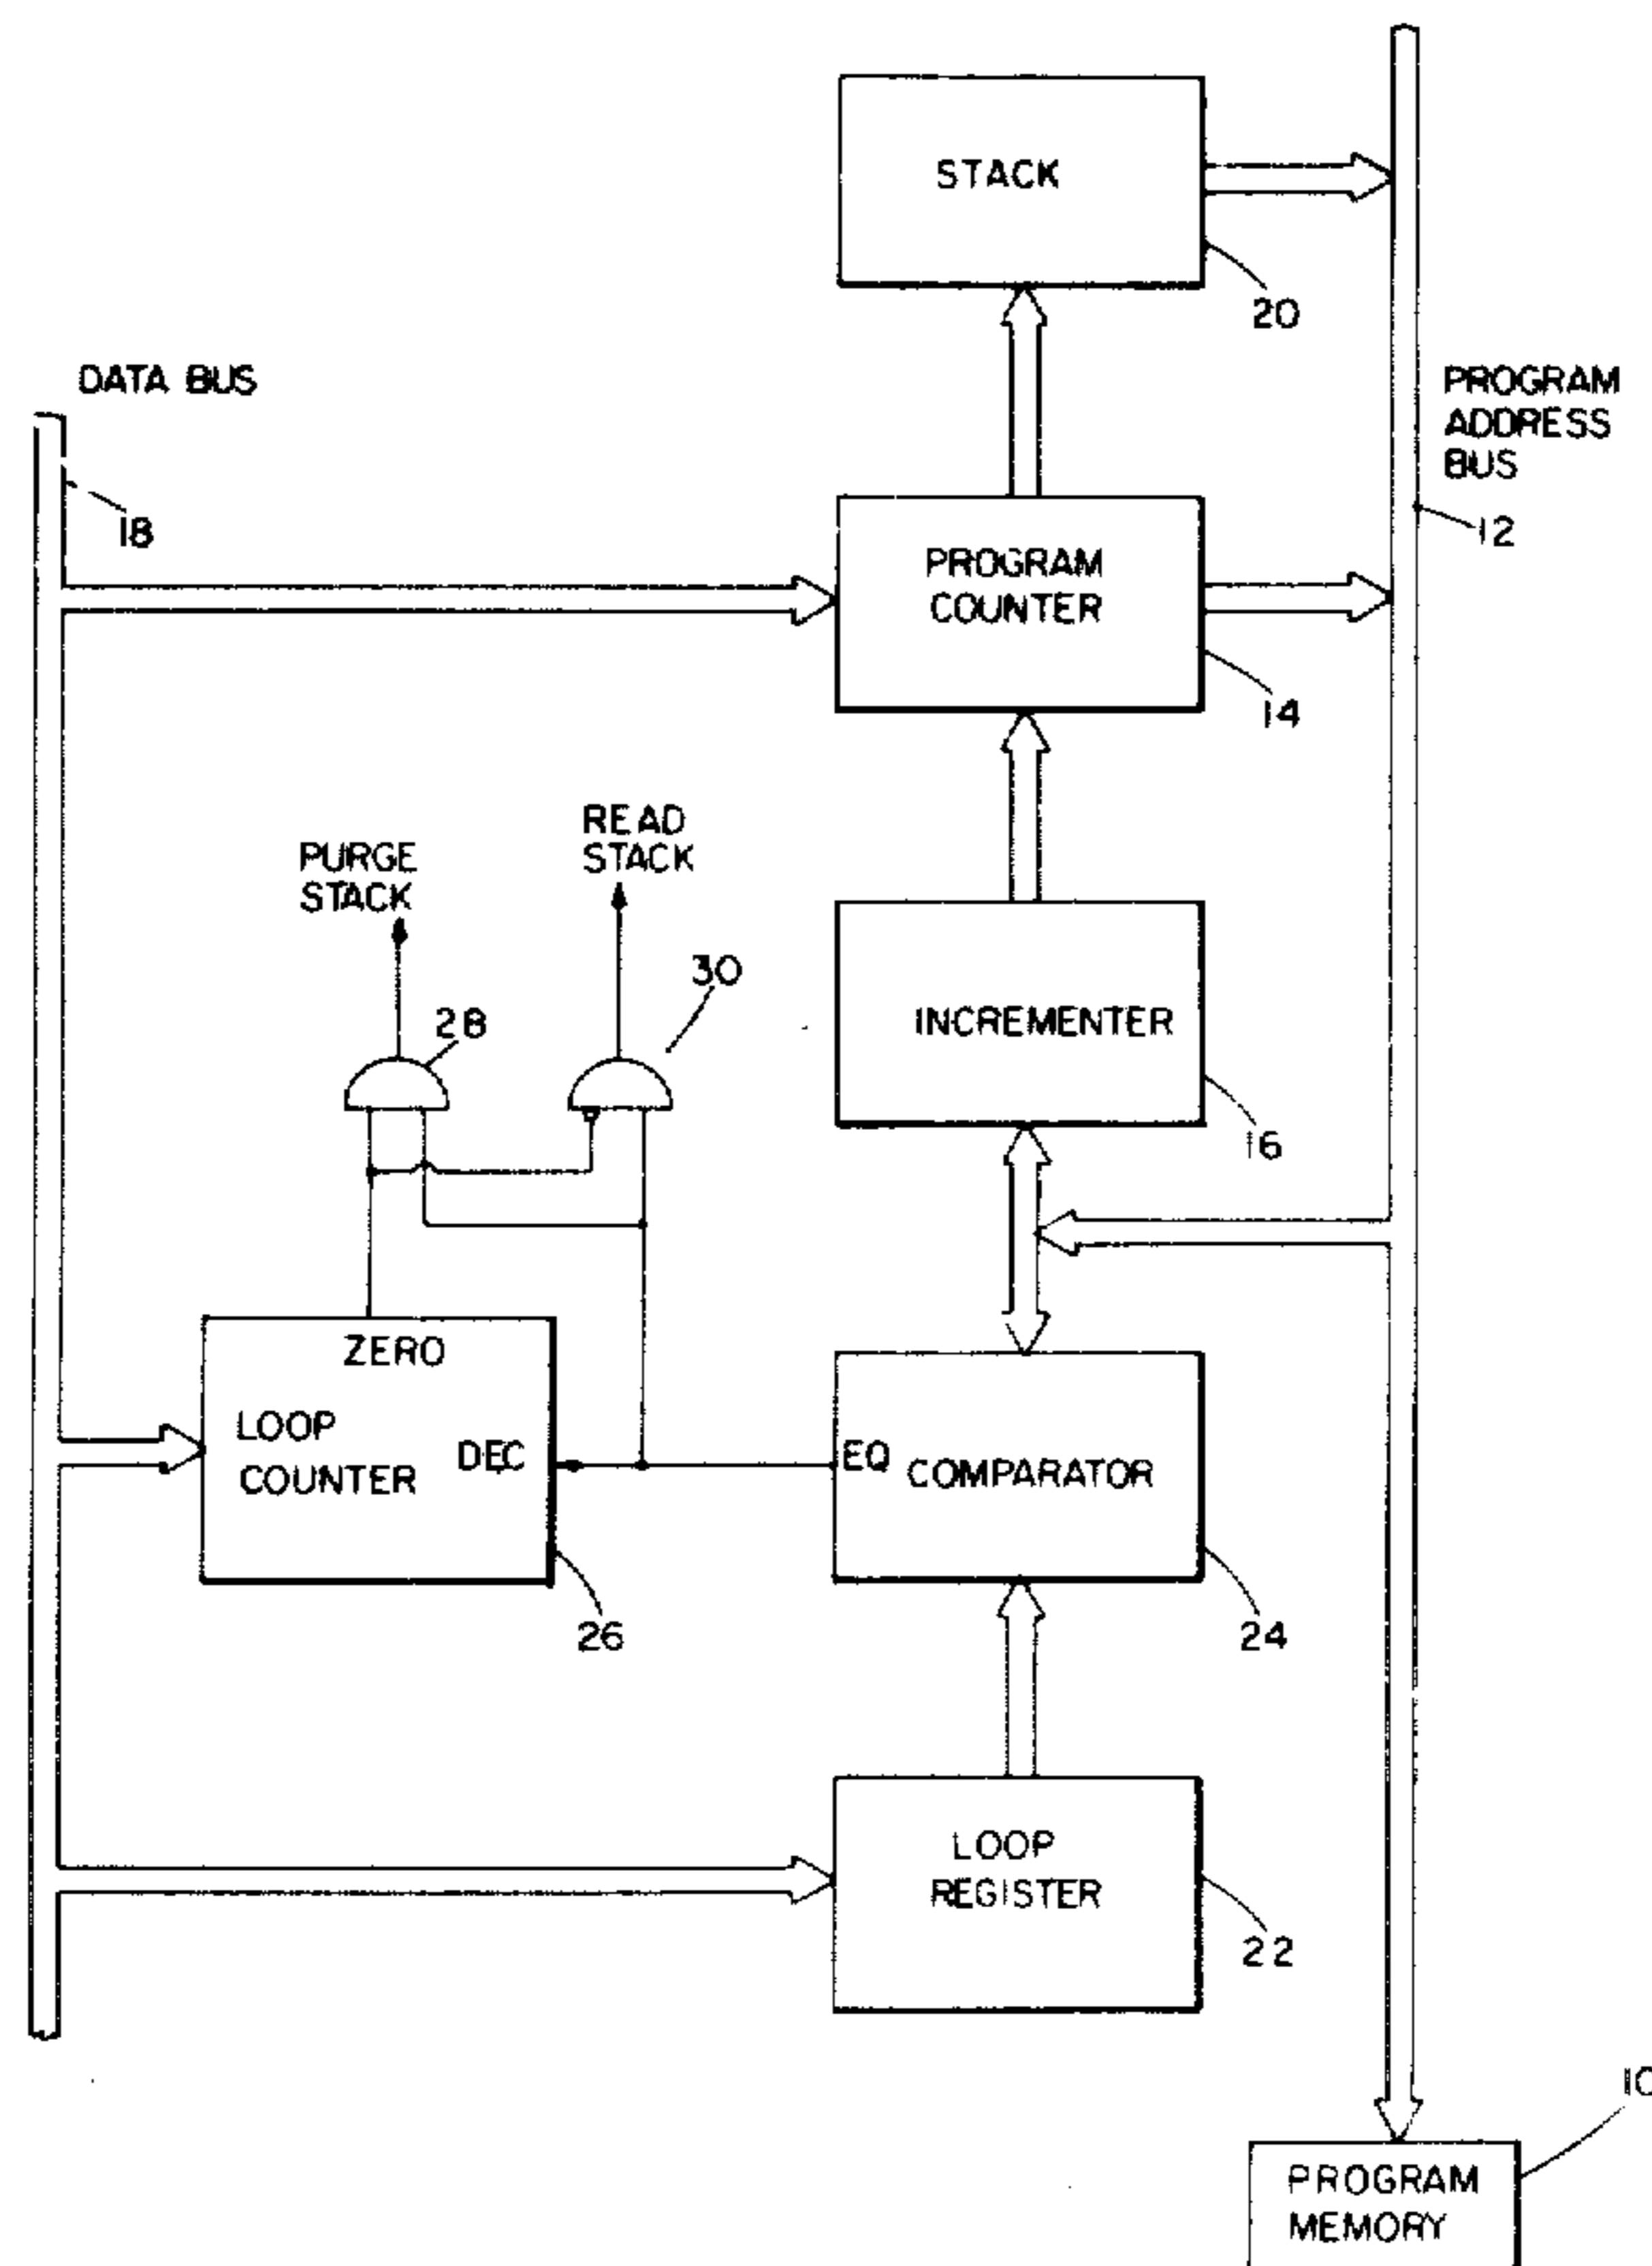 STACK
20
DATA BUS
PROGRAM
ADDRESS
BUS
18
12
PROGRAM
COUNTER
14
READ
STACK
PURGE
STACK
30
28
INCREMENTER
16
ZERO
LOOP
COUNTER
DEC
EQ
COMPARATOR
26
24
LOOP
REGISTER
22
10
PROGRAM
MEMORY